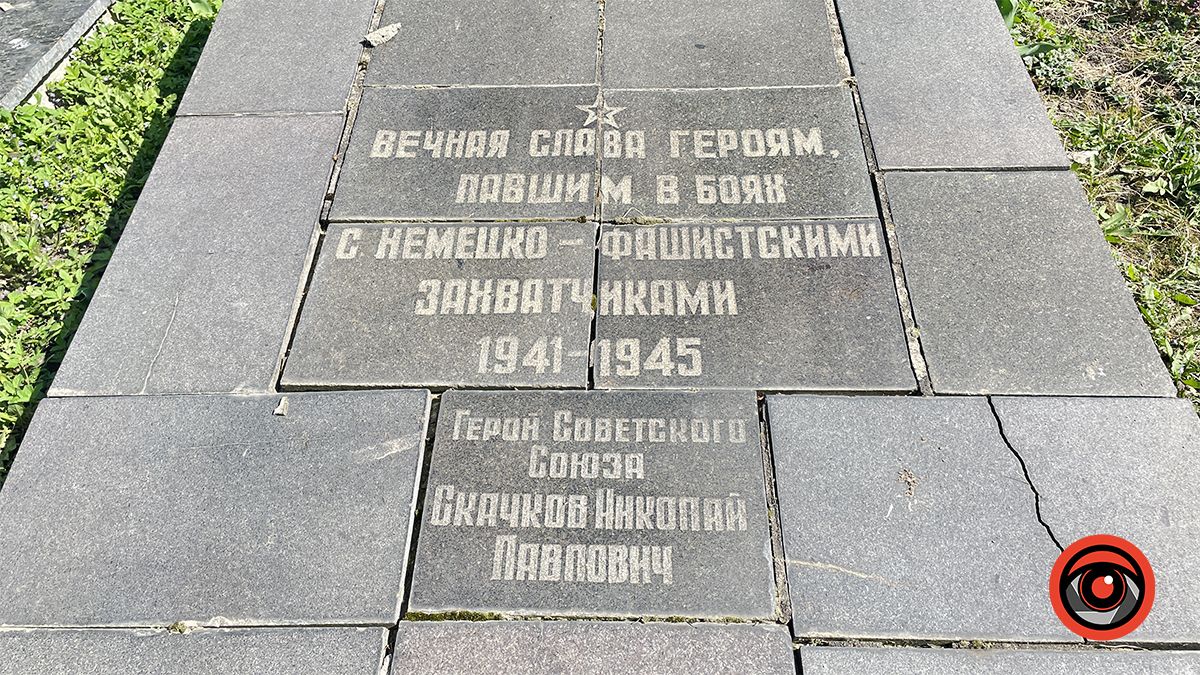 ВЕЧНАЯ СЛАВА ГЕРОЯМ,
ПАВШИМ В БОЯХ
С НЕМЕЦКО - ФАШИСТСКИМИ
ЗАХВАТЧИКАМИ
1941-1945
Герой Советского
Союза
Скачков Николай
Павлович